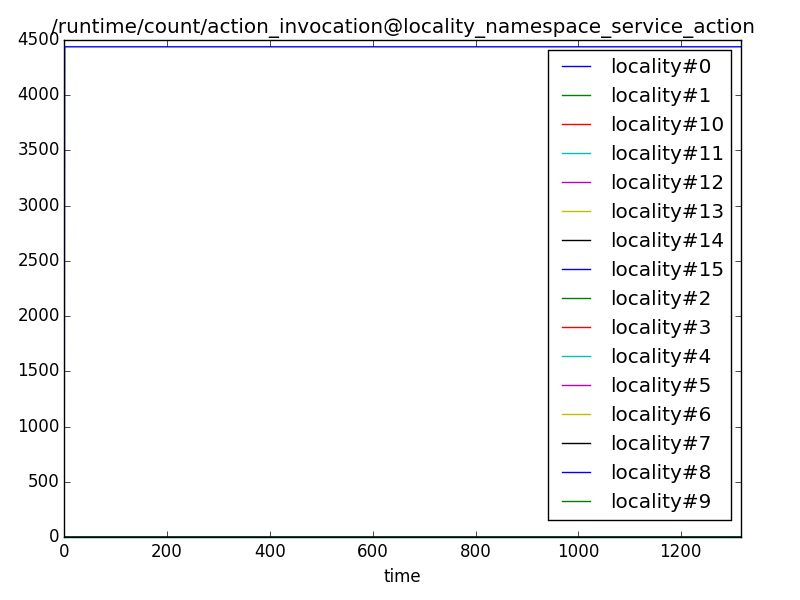 /runtime/count/action_invocation@locality_namespace_service_action
4500
4000
3500
3000
2500
2000
1500
1000
500
0
locality#0
locality#1
locality#10
locality#11
locality#12
locality#13
locality#14
locality#15
locality#2
locality#3
locality#4
locality#5
locality#6
locality#7
locality#8
locality#9
0 200 400 600 800 1000 1200
time